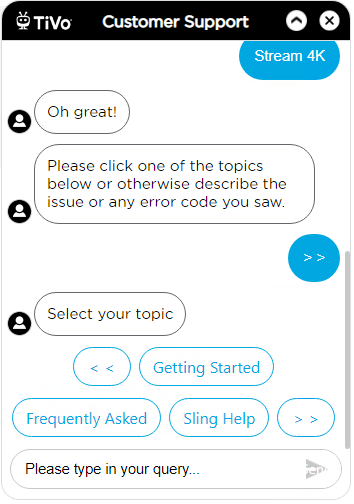 TiVo Customer Support
Stream 4K
Oh great!
Please click one of the topics
below or otherwise describe the
issue or any error code you saw.
> >
Select your topic
< < Getting Started
Frequently Asked Sling Help > >
Please type in your query...